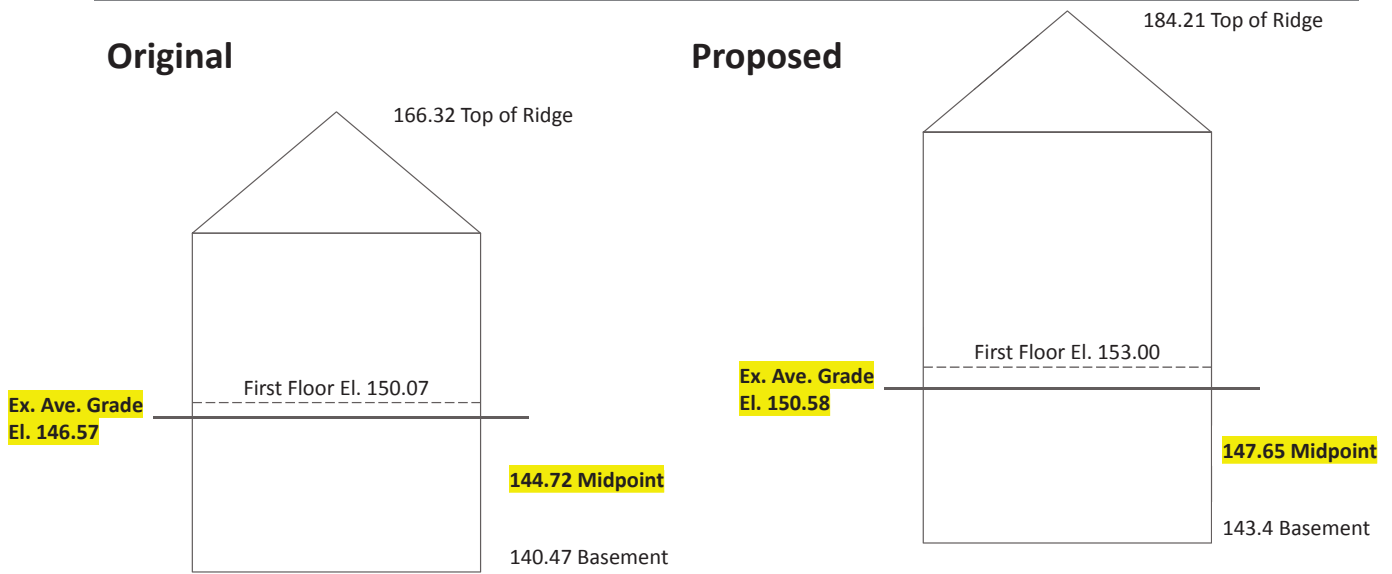 Original
166.32 Top of Ridge
First Floor El. 150.07
Ex. Ave. Grade
El. 146.57
144.72 Midpoint
140.47 Basement
Proposed
184.21 Top of Ridge
First Floor El. 153.00
Ex. Ave. Grade
El. 150.58
147.65 Midpoint
143.4 Basement